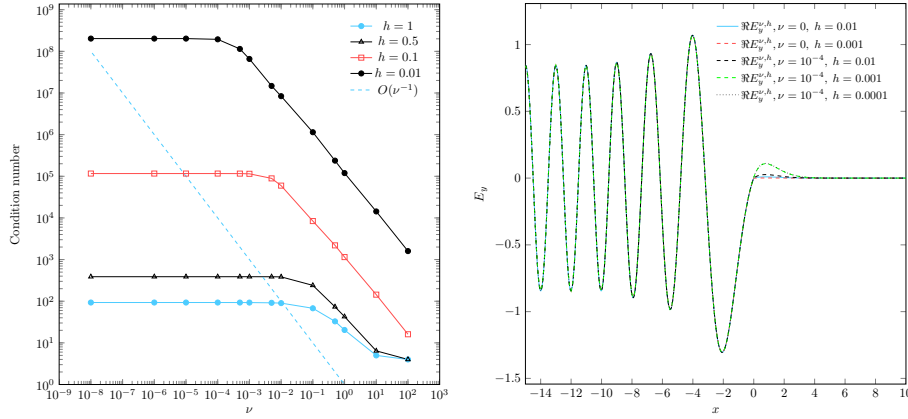 10^9
10^8
10^7
10^6
10^5
10^4
10^3
10^2
10^1
10^0
Condition number
10^−9 10^−8 10^−7 10^−6 10^−5 10^−4 10^−3 10^−2 10^−1 10^0 10^1 10^2 10^3
ν
h = 1
h = 0.5
h = 0.1
h = 0.01
O(ν^−1)
1
0.5
0
−0.5
−1
−1.5
E_y
−14 −12 −10 −8 −6 −4 −2 0 2 4 6 8 10
x
ℜE_y^{ν,h}, ν = 0, h = 0.01
ℜE_y^{ν,h}, ν = 0, h = 0.001
ℜE_y^{ν,h}, ν = 10^−4, h = 0.01
ℜE_y^{ν,h}, ν = 10^−4, h = 0.001
ℜE_y^{ν,h}, ν = 10^−4, h = 0.0001